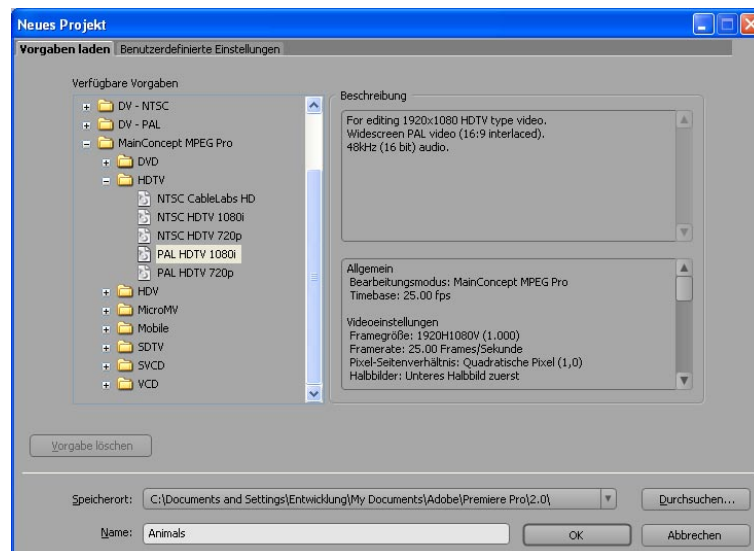 Neues Projekt
Vorgaben laden Benutzerdefinierte Einstellungen
Verfügbare Vorgaben
DV - NTSC
DV - PAL
MainConcept MPEG Pro
DVD
HDTV
NTSC CableLabs HD
NTSC HDTV 1080i
NTSC HDTV 720p
PAL HDTV 1080i
PAL HDTV 720p
HDV
MicroMV
Mobile
SDTV
SVCD
VCD
Beschreibung
For editing 1920x1080 HDTV type video.
Widescreen PAL video (16:9 interlaced).
48kHz (16 bit) audio.
Allgemein
Bearbeitungsmodus: MainConcept MPEG Pro
Timebase: 25.00 fps
Videoeinstellungen
Framegröße: 1920H1080V (1.000)
Framerate: 25.00 Frames/Sekunde
Pixel-Seitenverhältnis: Quadratische Pixel (1,0)
Halbbilder: Unteres Halbbild zuerst
Vorgabe löschen
Speicherort: C:\Documents and Settings\Entwicklung\My Documents\Adobe\Premiere Pro\2.0\ Durchsuchen...
Name: Animals OK Abbrechen